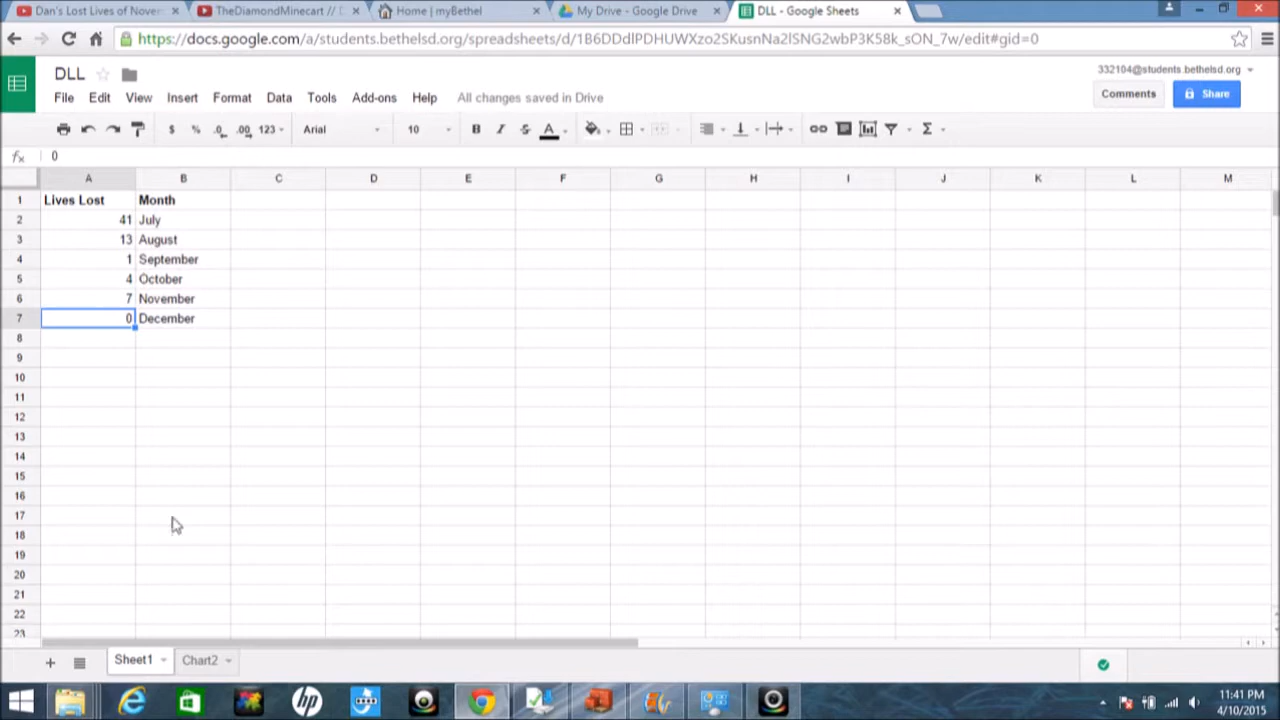 Dan's Lost Lives of Nover
TheDiamondMinecart // D
Home | myBethel
My Drive - Google Drive
DLL - Google Sheets
https://docs.google.com/a/students.bethelsd.org/spreadsheets/d/1B6DDdlPDHUWXzo2SKusnNa2lSNG2wbP3K58k_sON_7w/edit#gid=0
DLL
332104@students.bethelsd.org
File Edit View Insert Format Data Tools Add-ons Help All changes saved in Drive
Comments Share
$ % .0 .00 123 Arial 10 B I S A Σ
fx 0
A B C D E F G H I J K L M
1 Lives Lost Month
2 41 July
3 13 August
4 1 September
5 4 October
6 7 November
7 0 December
8
9
10
11
12
13
14
15
16
17
18
19
20
21
22
23
+ Sheet1 Chart2
hp
11:41 PM
4/10/2015